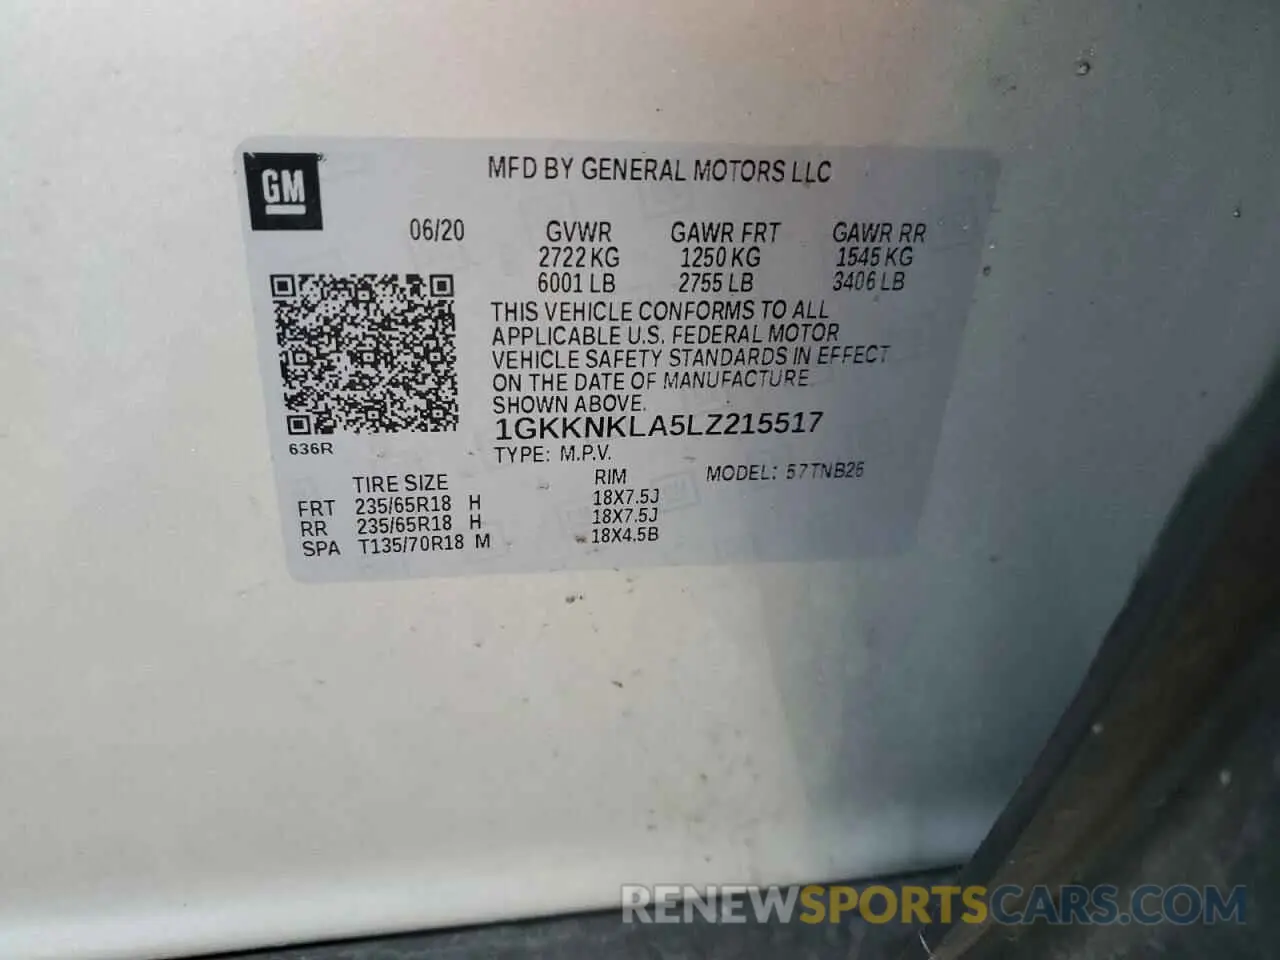 GM
MFD BY GENERAL MOTORS LLC
06/20 GVWR GAWR FRT GAWR RR
2722 KG 1250 KG 1545 KG
6001 LB 2755 LB 3406 LB
THIS VEHICLE CONFORMS TO ALL
APPLICABLE U.S. FEDERAL MOTOR
VEHICLE SAFETY STANDARDS IN EFFECT
ON THE DATE OF MANUFACTURE
SHOWN ABOVE.
636R
1GKKNKLA5LZ215517
TYPE: M.P.V.
MODEL: 57TNB26
TIRE SIZE RIM
FRT 235/65R18 H 18X7.5J
RR 235/65R18 H 18X7.5J
SPA T135/70R18 M 18X4.5B
RENEWSPORTSCARS.COM